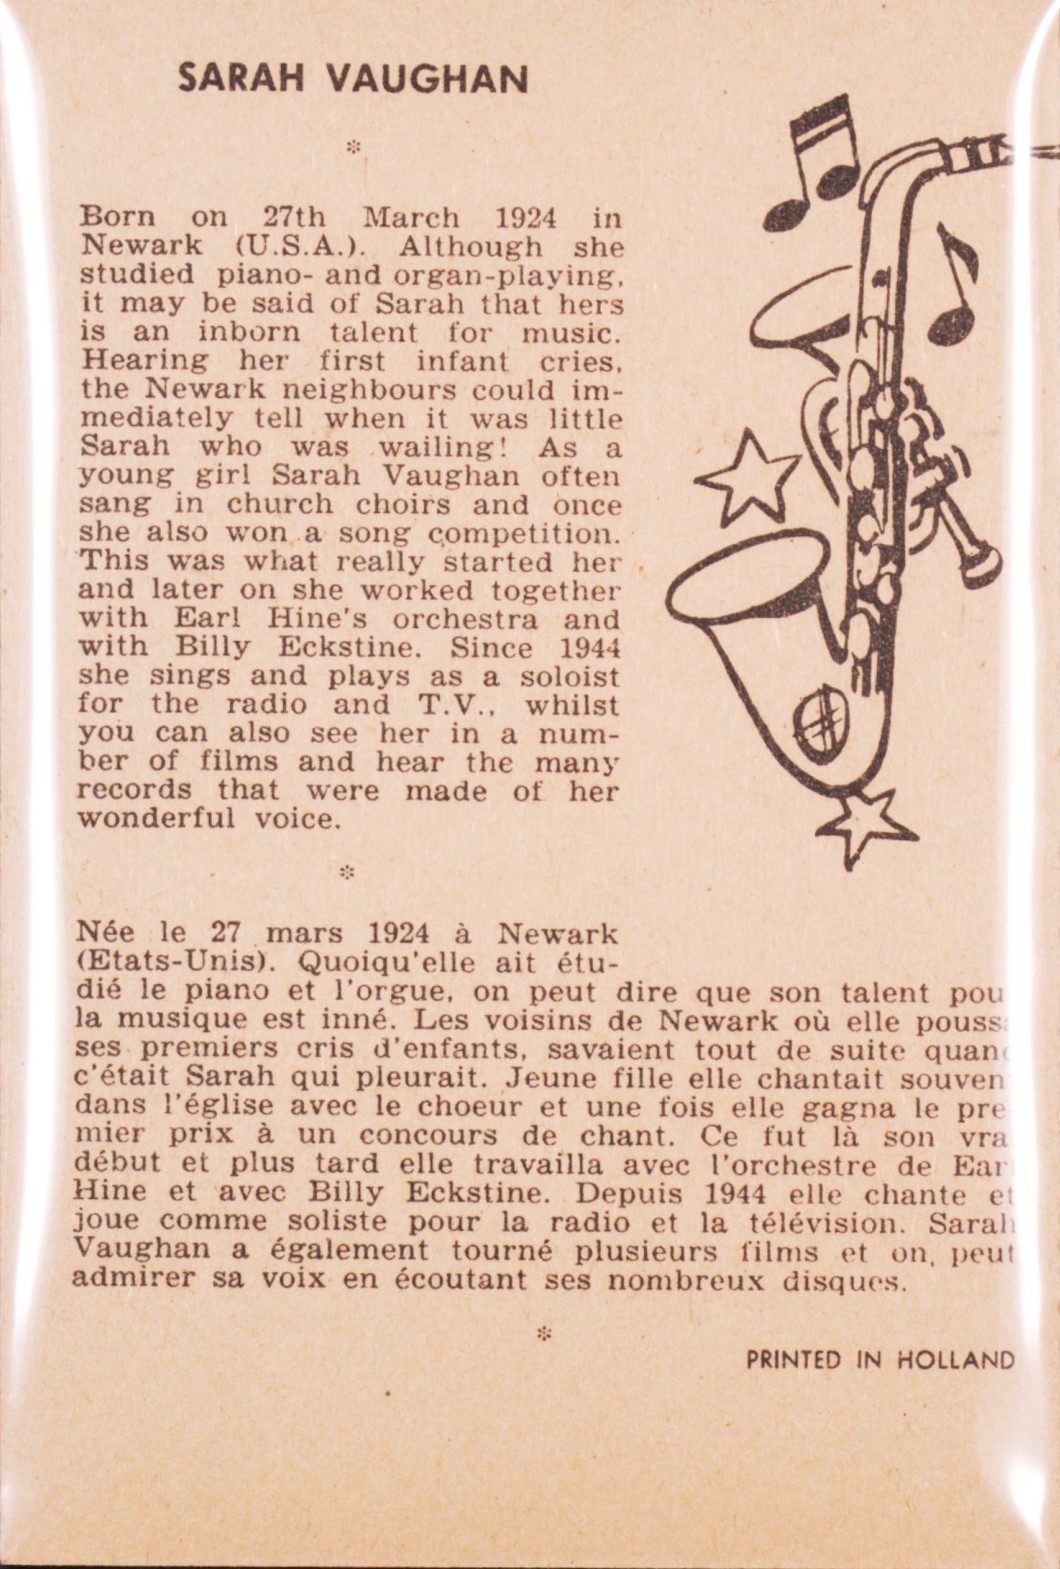 SARAH VAUGHAN
*
Born on 27th March 1924 in
Newark (U.S.A.). Although she
studied piano- and organ-playing,
it may be said of Sarah that hers
is an inborn talent for music.
Hearing her first infant cries,
the Newark neighbours could im-
mediately tell when it was little
Sarah who was wailing! As a
young girl Sarah Vaughan often
sang in church choirs and once
she also won a song competition.
This was what really started her
and later on she worked together
with Earl Hine's orchestra and
with Billy Eckstine. Since 1944
she sings and plays as a soloist
for the radio and T.V., whilst
you can also see her in a num-
ber of films and hear the many
records that were made of her
wonderful voice.
*
Née le 27 mars 1924 à Newark
(Etats-Unis). Quoiqu'elle ait étu-
dié le piano et l'orgue, on peut dire que son talent pou
la musique est inné. Les voisins de Newark où elle pouss
ses premiers cris d'enfants, savaient tout de suite quan
c'était Sarah qui pleurait. Jeune fille elle chantait souven
dans l'église avec le choeur et une fois elle gagna le pre
mier prix à un concours de chant. Ce fut là son vra
début et plus tard elle travailla avec l'orchestre de Ear
Hine et avec Billy Eckstine. Depuis 1944 elle chante et
joue comme soliste pour la radio et la télévision. Sarah
Vaughan a également tourné plusieurs films et on peut
admirer sa voix en écoutant ses nombreux disques.
*
PRINTED IN HOLLAND